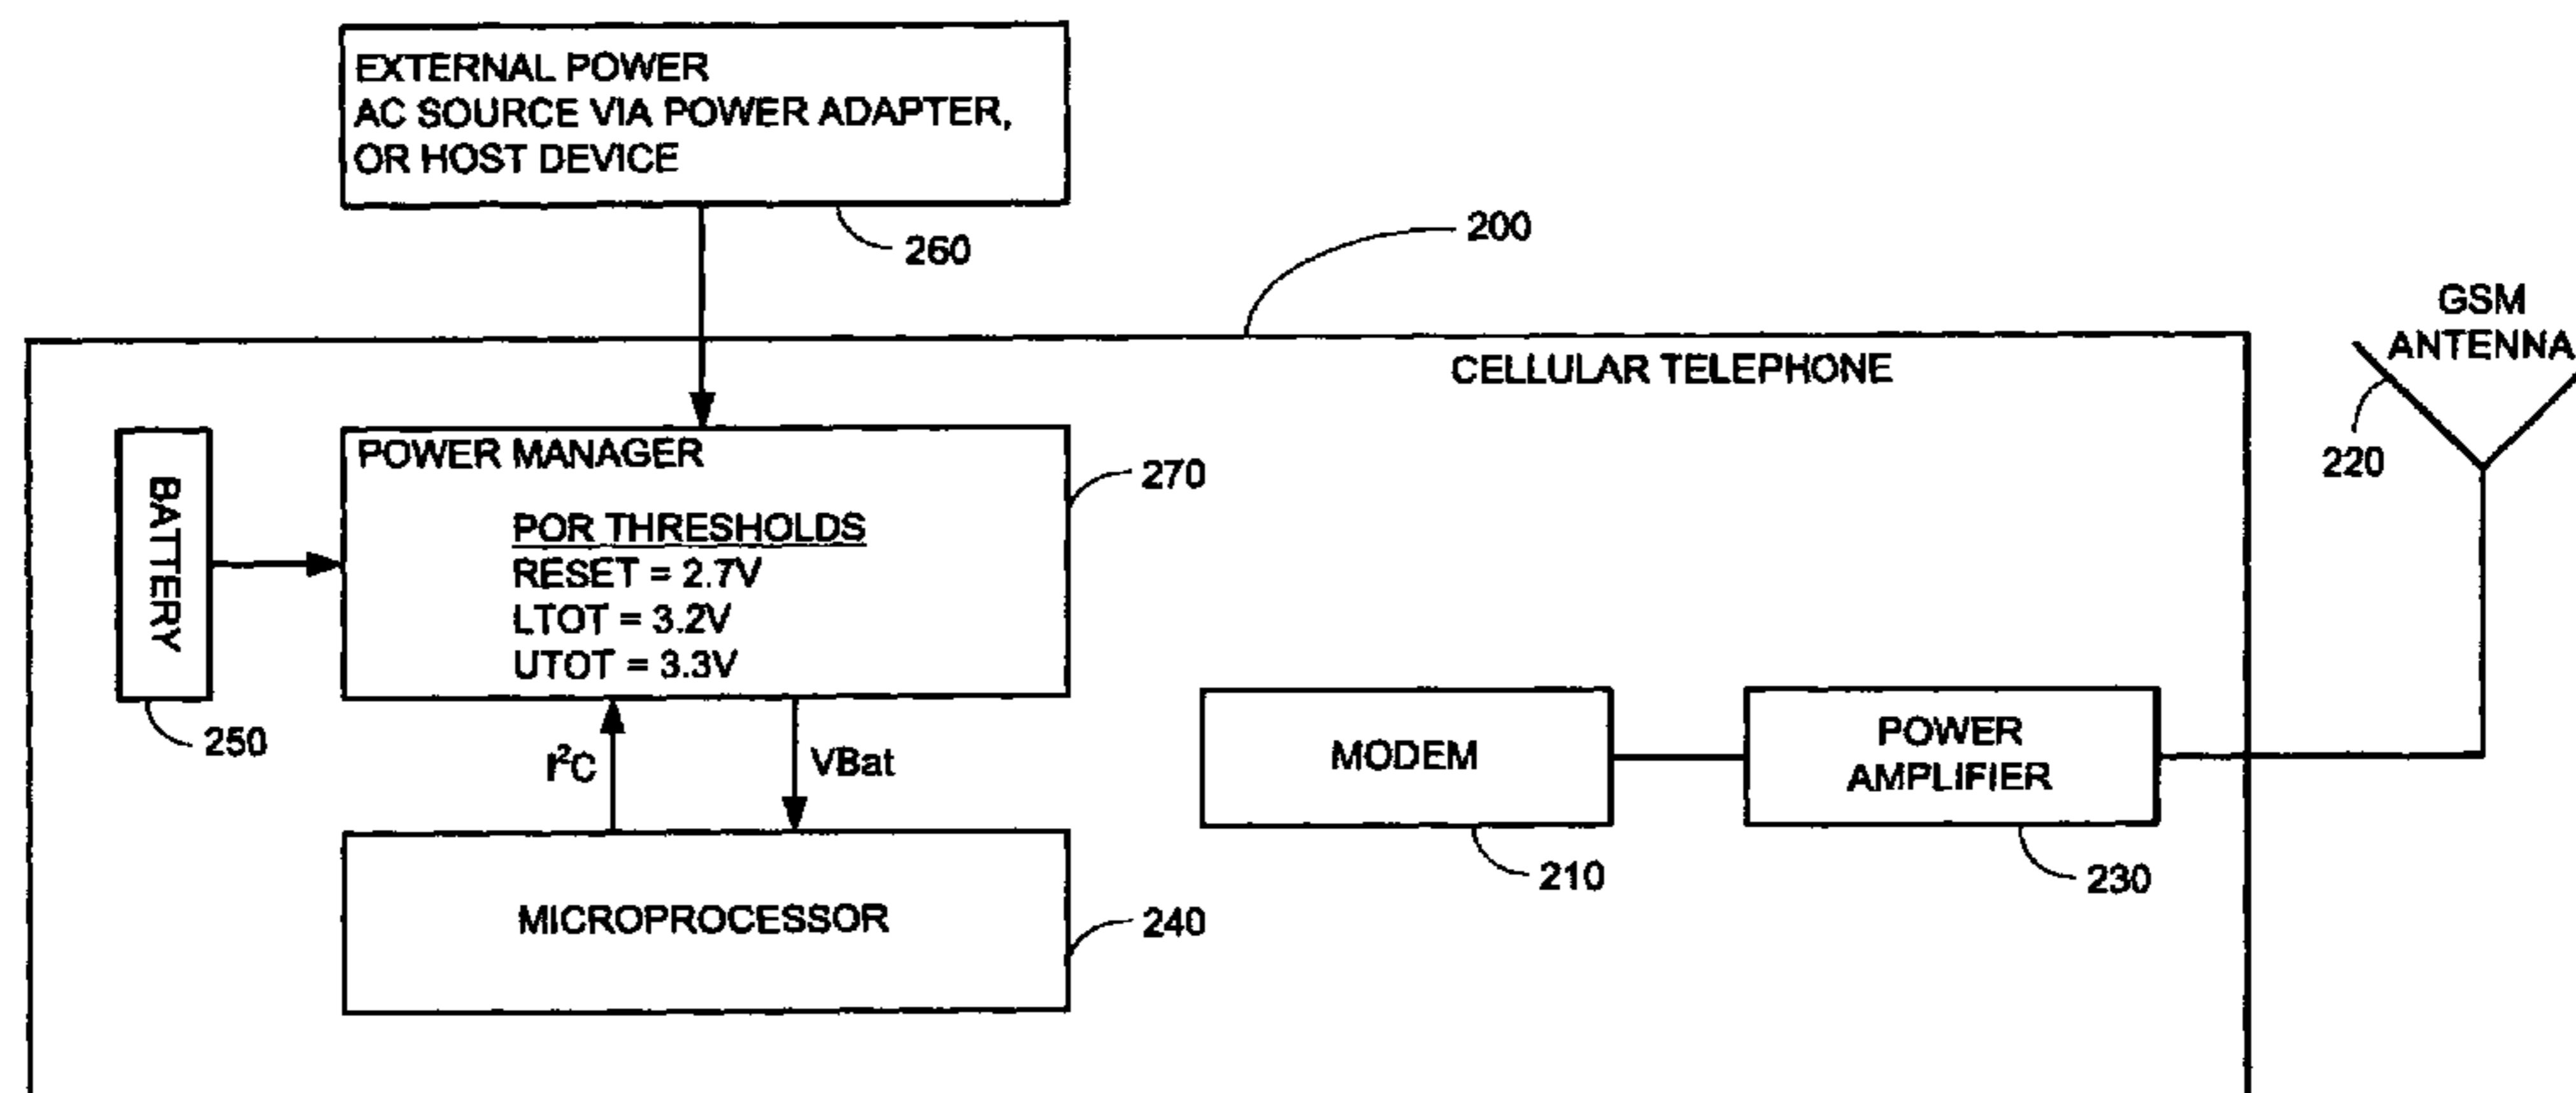 EXTERNAL POWER
AC SOURCE VIA POWER ADAPTER,
OR HOST DEVICE
260
200
GSM
ANTENNA
220
CELLULAR TELEPHONE
POWER MANAGER
270
POR THRESHOLDS
RESET = 2.7V
LTOT = 3.2V
UTOT = 3.3V
BATTERY
250
I²C
VBat
MODEM
210
POWER
AMPLIFIER
230
MICROPROCESSOR
240